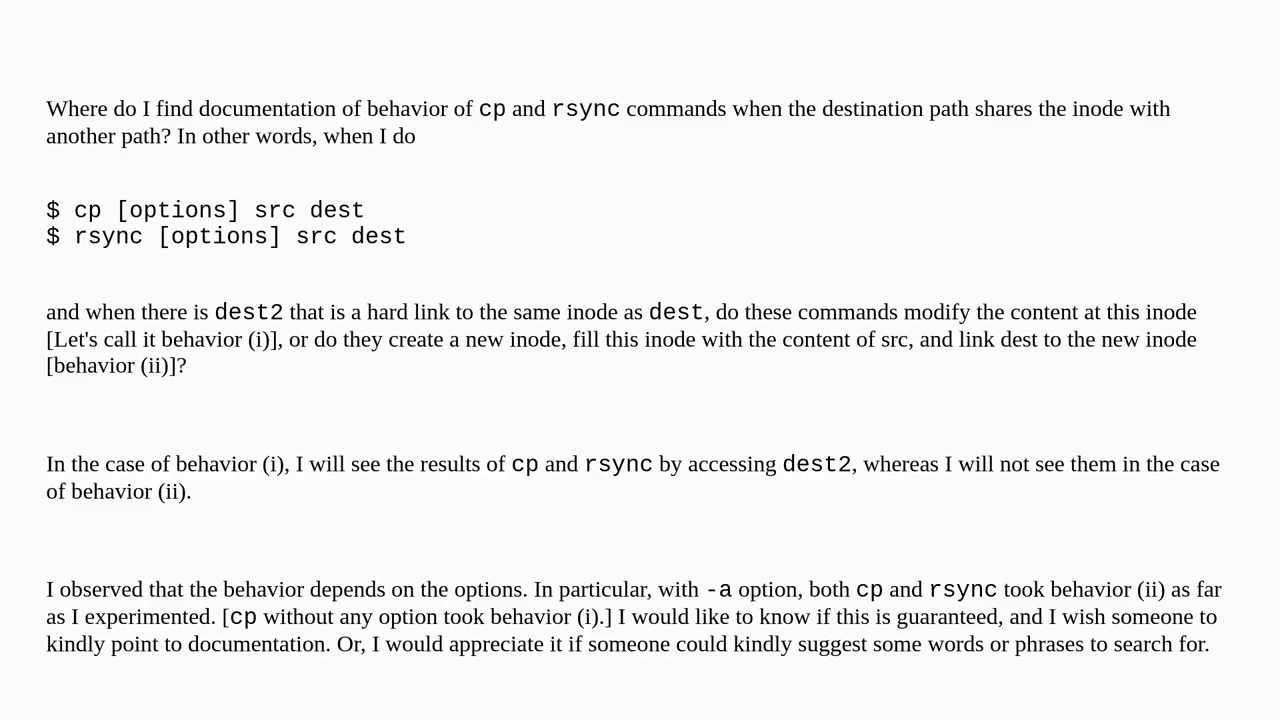 Where do I find documentation of behavior of cp and rsync commands when the destination path shares the inode with
another path? In other words, when I do
$ cp [options] src dest
$ rsync [options] src dest
and when there is dest2 that is a hard link to the same inode as dest, do these commands modify the content at this inode
[Let's call it behavior (i)], or do they create a new inode, fill this inode with the content of src, and link dest to the new inode
[behavior (ii)]?
In the case of behavior (i), I will see the results of cp and rsync by accessing dest2, whereas I will not see them in the case
of behavior (ii).
I observed that the behavior depends on the options. In particular, with -a option, both cp and rsync took behavior (ii) as far
as I experimented. [cp without any option took behavior (i).] I would like to know if this is guaranteed, and I wish someone to
kindly point to documentation. Or, I would appreciate it if someone could kindly suggest some words or phrases to search for.